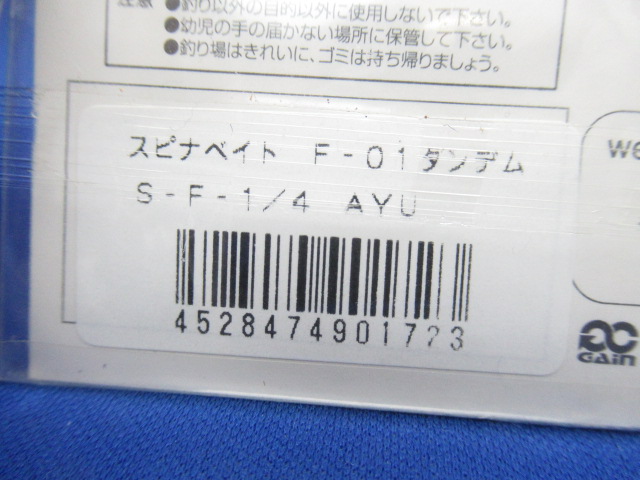 注意 ●釣り以外の目的以外に使用しないで下さい。
●幼児の手の届かない場所に保管して下さい。
●釣り場はきれいに、ゴミは持ち帰りましょう。
スピナベイト F-01タンデム
S-F-1/4 AYU
4528474901723
we
GAIN